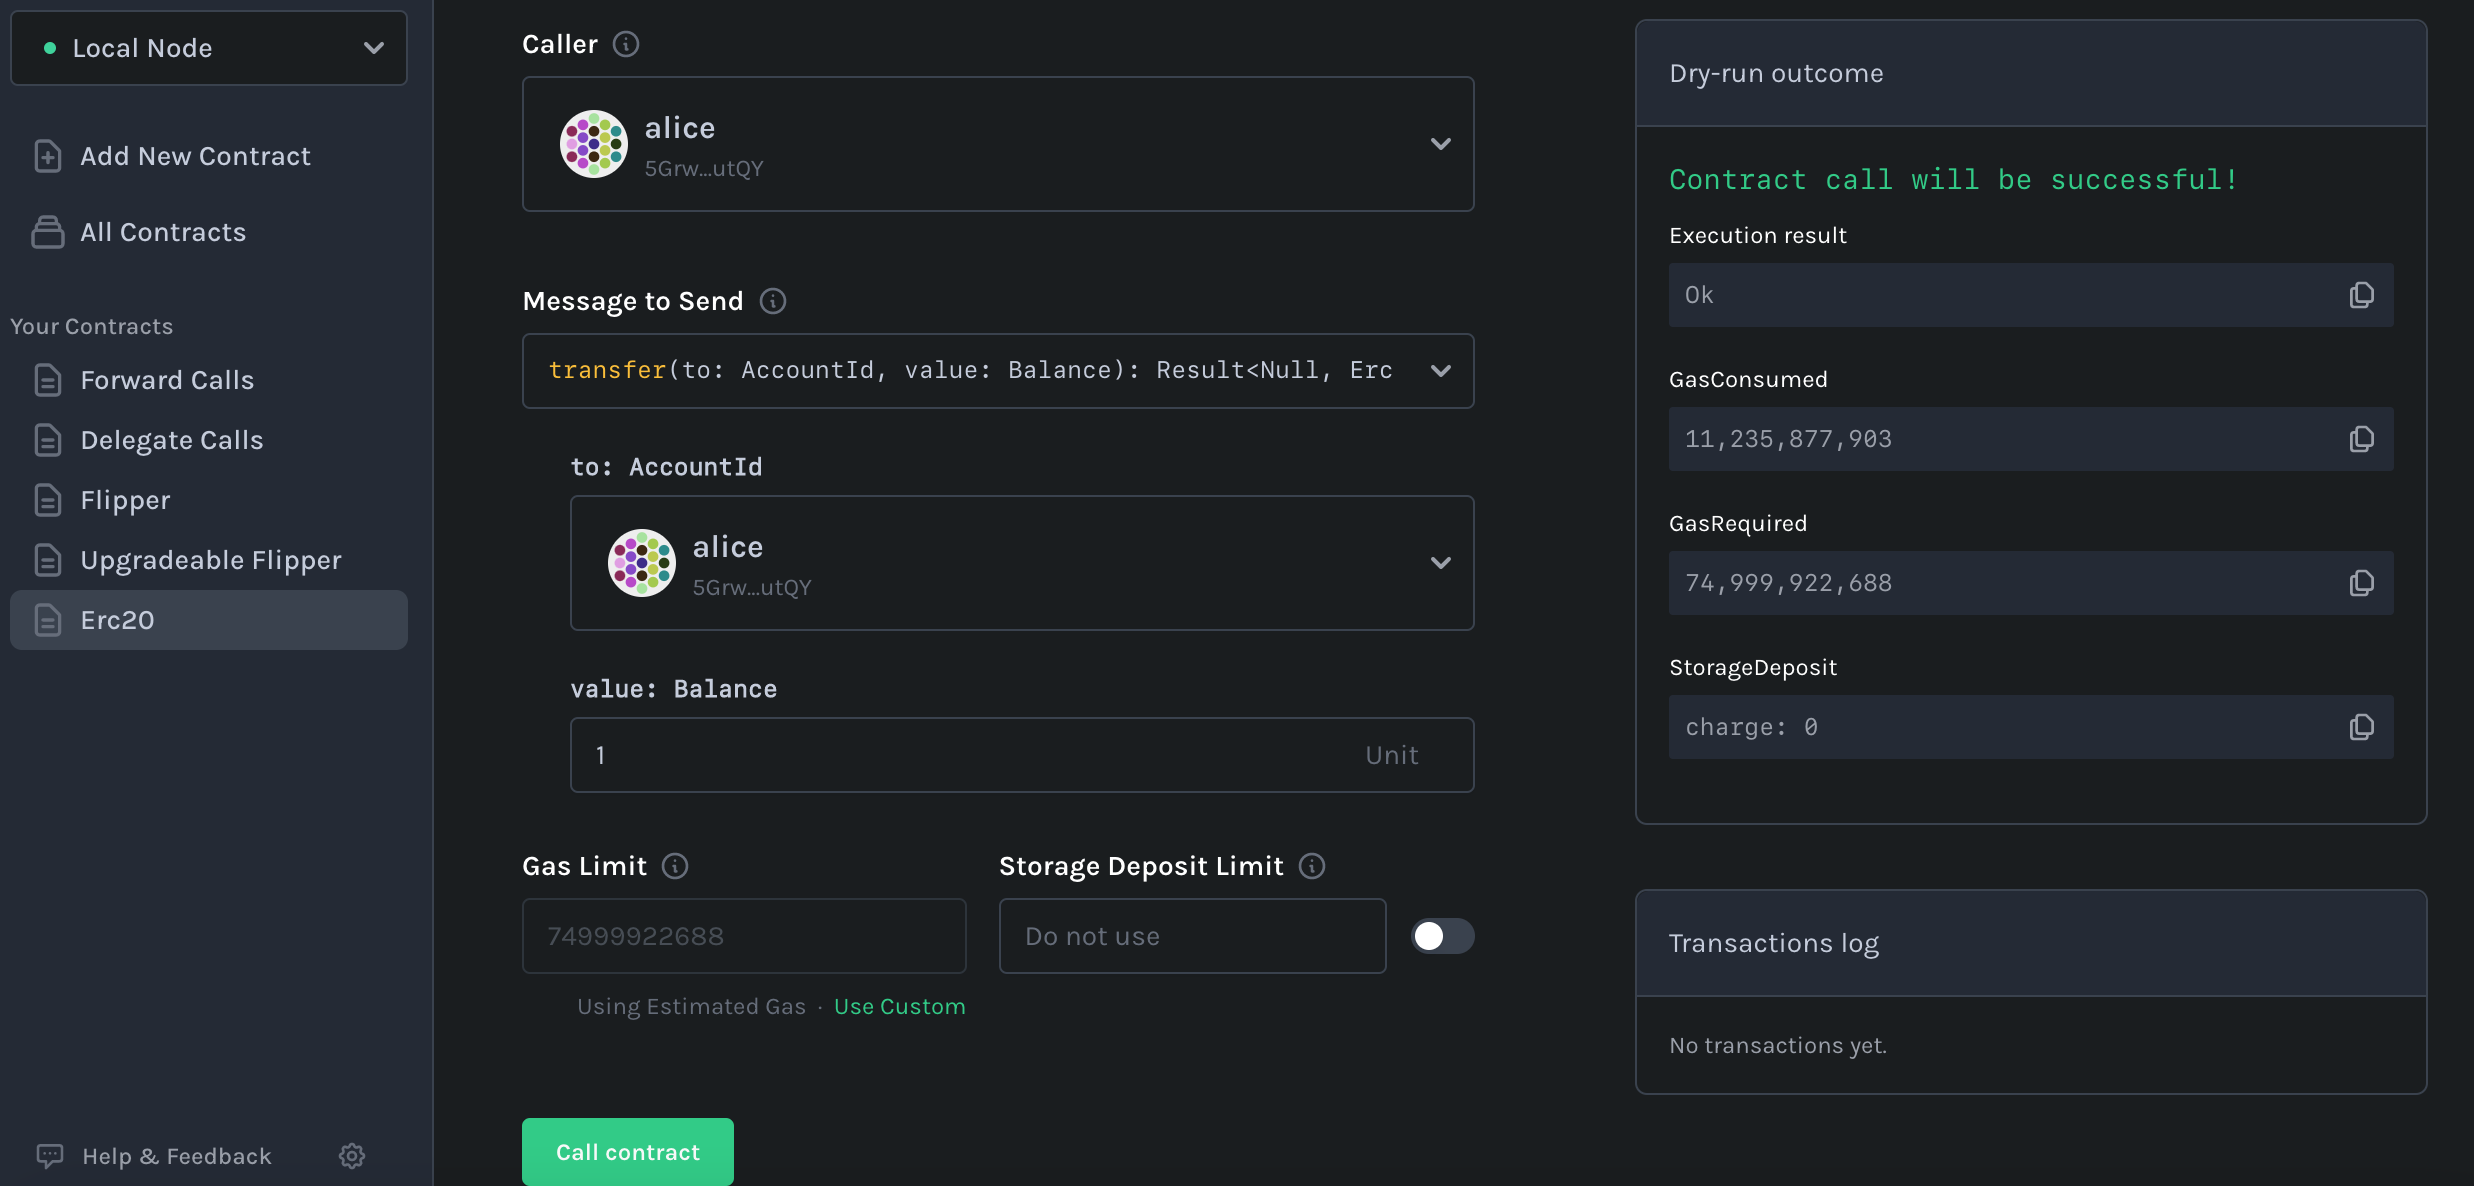 Local Node
Add New Contract
All Contracts
Your Contracts
Forward Calls
Delegate Calls
Flipper
Upgradeable Flipper
Erc20
Help & Feedback
Caller
alice
5Grw...utQY
Message to Send
transfer(to: AccountId, value: Balance): Result<Null, Erc
to: AccountId
alice
5Grw...utQY
value: Balance
1 Unit
Gas Limit
74999922688
Using Estimated Gas · Use Custom
Storage Deposit Limit
Do not use
Call contract
Dry-run outcome
Contract call will be successful!
Execution result
Ok
GasConsumed
11,235,877,903
GasRequired
74,999,922,688
StorageDeposit
charge: 0
Transactions log
No transactions yet.